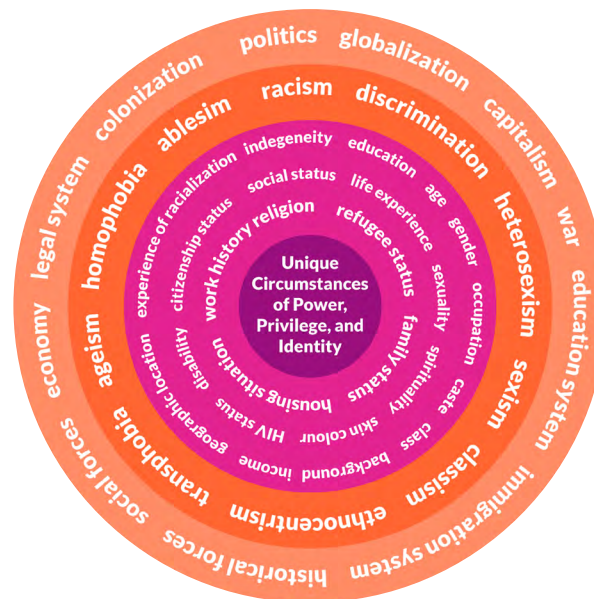 politics globalization capitalism war education system immigration system historical forces social forces economy legal system colonization
racism discrimination heterosexism sexism classism ethnocentrism transphobia ageism homophobia ablesim
indegeneity education age gender occupation caste class background income geographic location experience of racialization
social status life experience sexuality spirituality skin colour HIV status disability citizenship status
religion refugee status family status housing situation work history
Unique
Circumstances
of Power,
Privilege, and
Identity